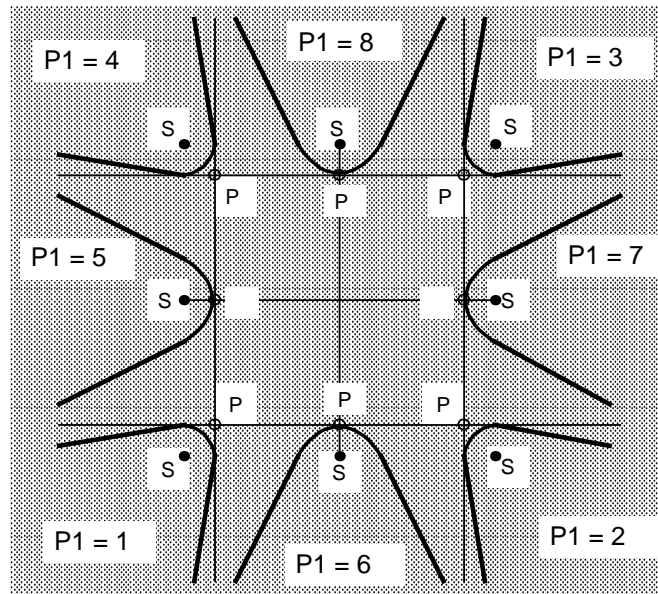 P1 = 4
P1 = 8
P1 = 3
S
S
S
P
P
P
P1 = 5
P1 = 7
S
S
P
P
P
S
S
S
P1 = 1
P1 = 6
P1 = 2